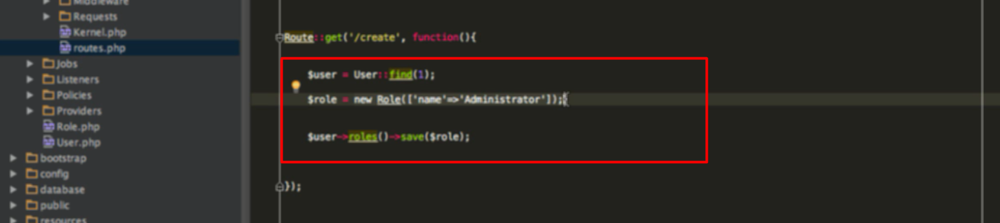 Middleware
Requests
Kernel.php
routes.php
Jobs
Listeners
Policies
Providers
Role.php
User.php
bootstrap
config
database
public
resources
Route::get('/create', function(){
$user = User::find(1);
$role = new Role(['name'=>'Administrator']);
$user->roles()->save($role);
});